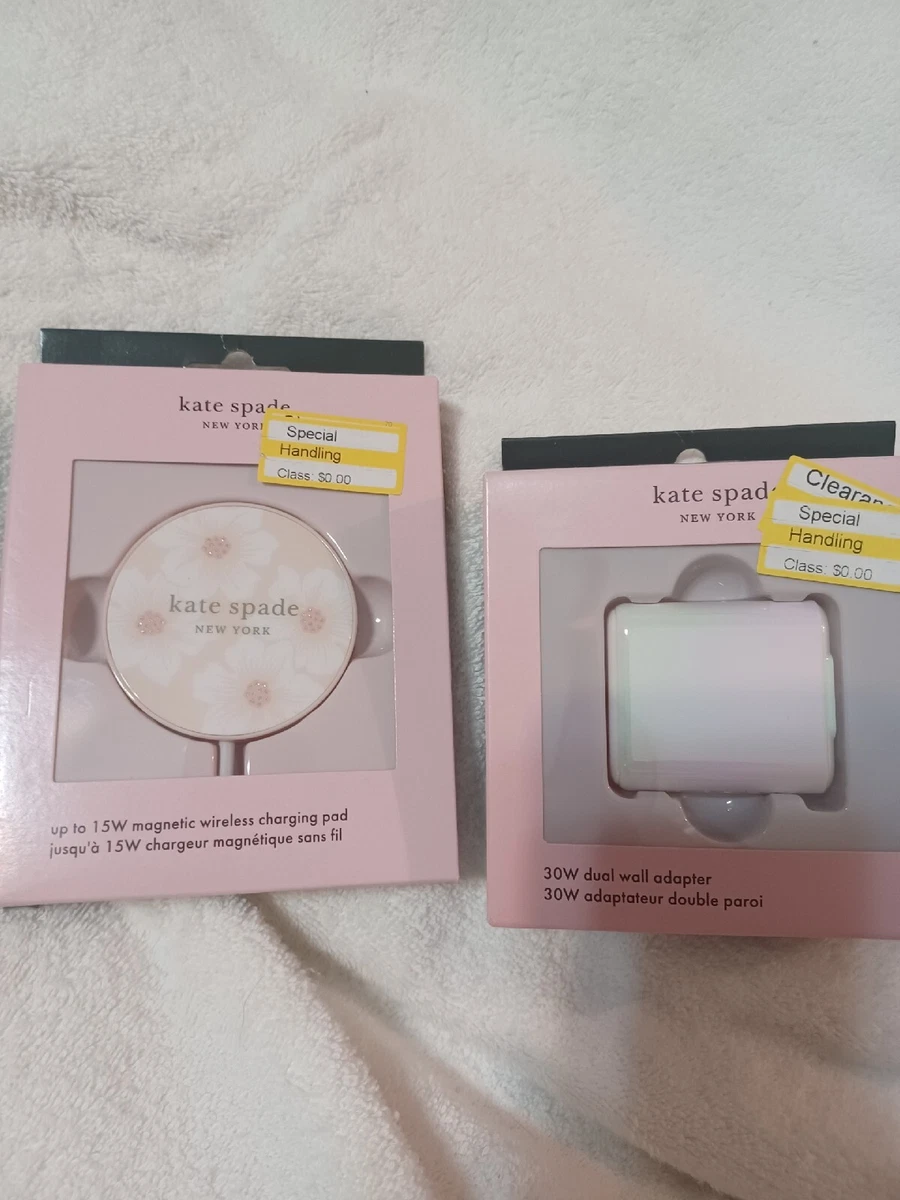 kate spade
NEW YORK
Special
Handling
Class: $0.00
kate spade
NEW YORK
up to 15W magnetic wireless charging pad
jusqu'à 15W chargeur magnétique sans fil
kate spad
NEW YORK
Clearan
Special
Handling
Class: $0.00
30W dual wall adapter
30W adaptateur double paroi